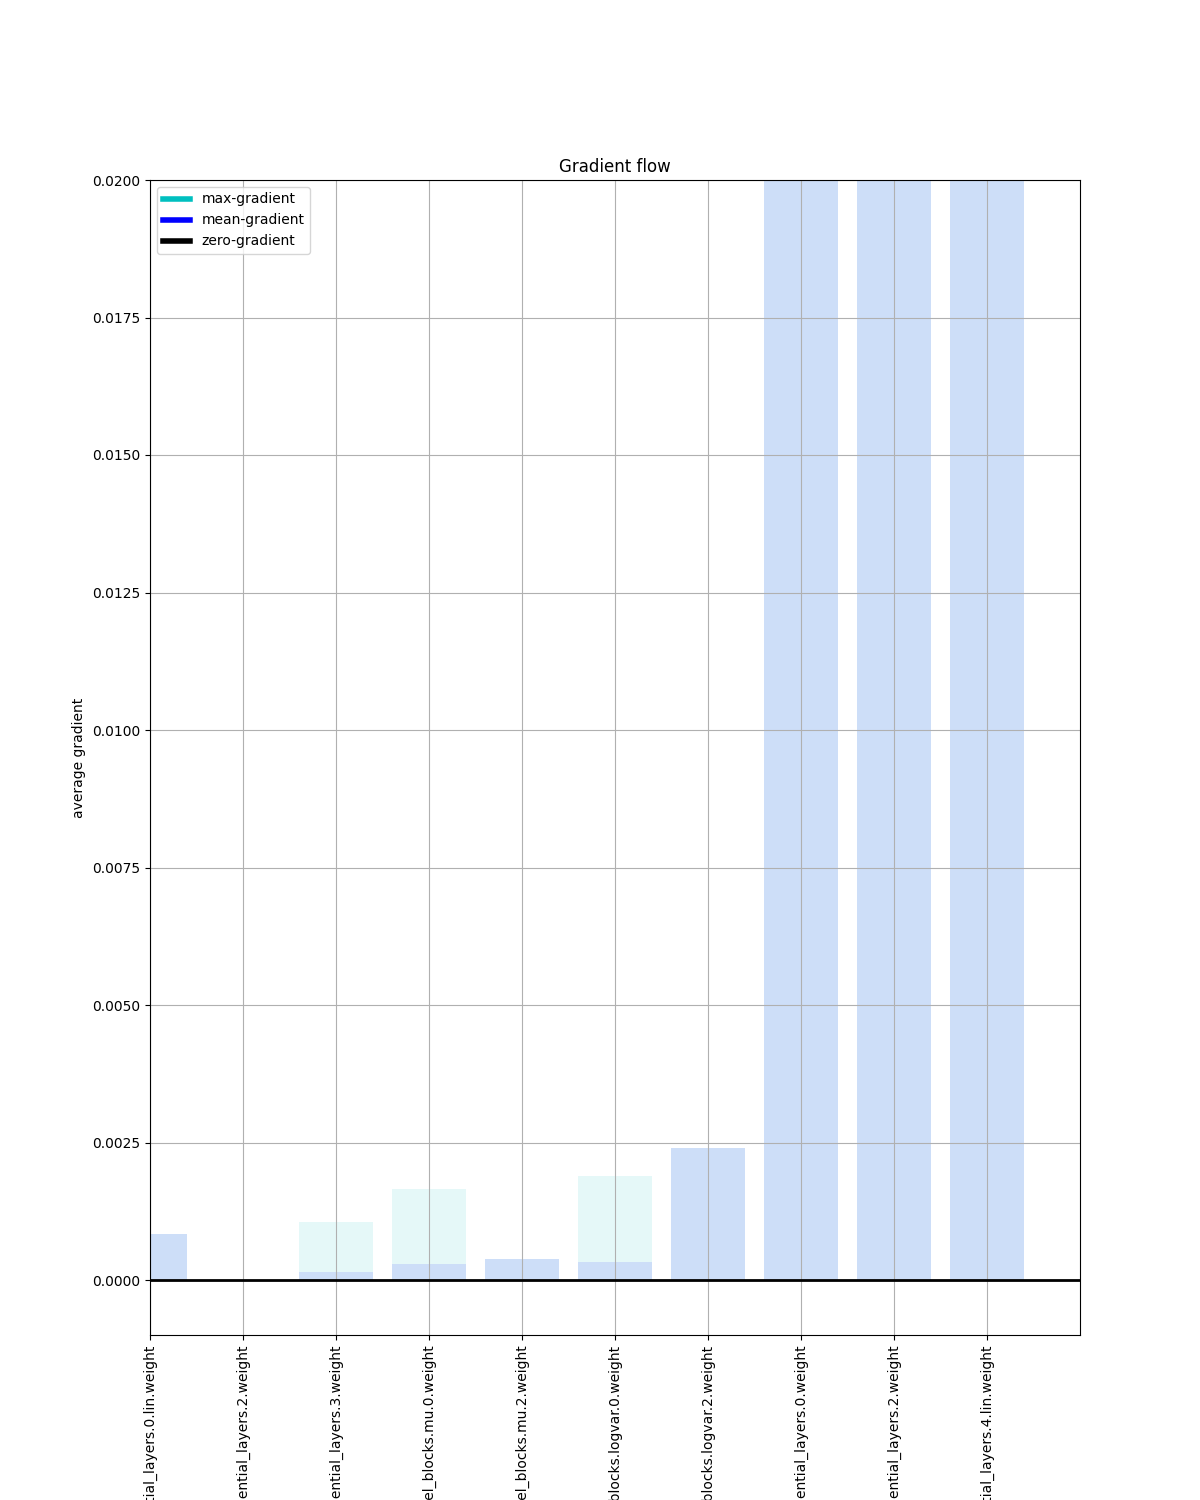 Gradient flow
max-gradient
mean-gradient
zero-gradient
0.0200
0.0175
0.0150
0.0125
0.0100
0.0075
0.0050
0.0025
0.0000
average gradient
tial_layers.0.lin.weight
ential_layers.2.weight
ential_layers.3.weight
el_blocks.mu.0.weight
el_blocks.mu.2.weight
blocks.logvar.0.weight
blocks.logvar.2.weight
ential_layers.0.weight
ential_layers.2.weight
tial_layers.4.lin.weight